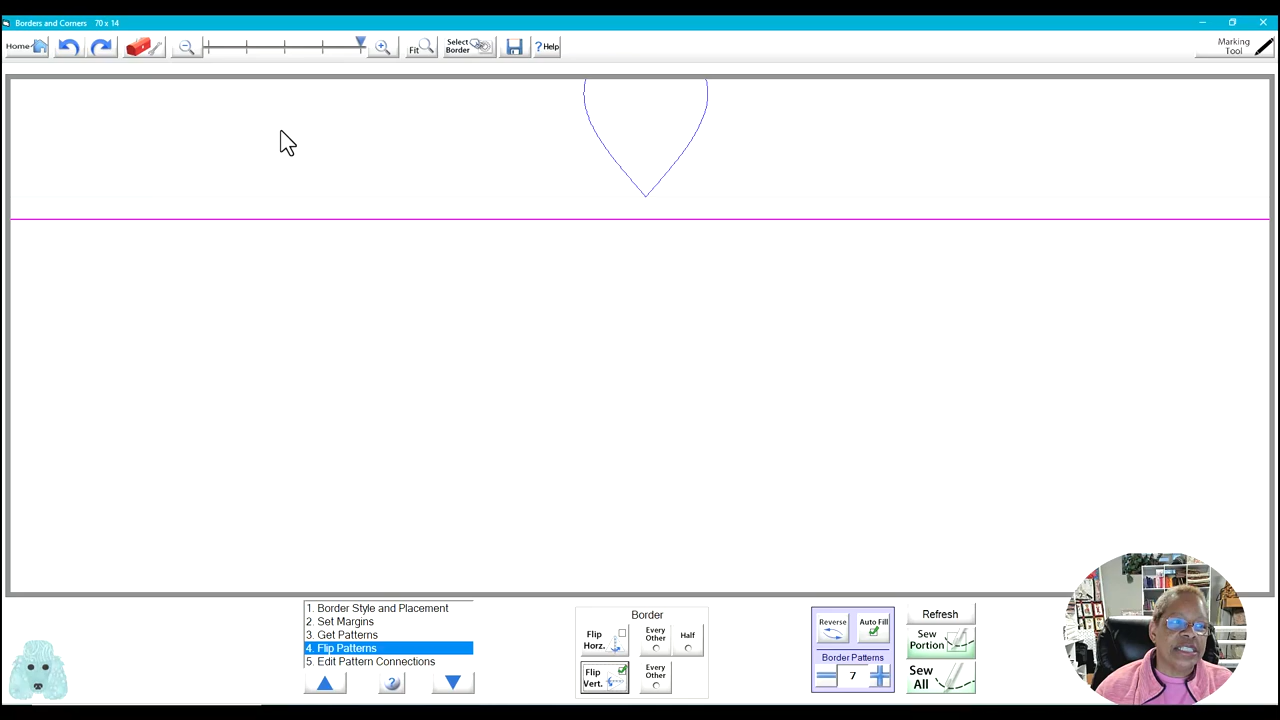 Borders and Corners 70 x 14
Home
Fit
Select Border
Help
Marking Tool
1. Border Style and Placement
2. Set Margins
3. Get Patterns
4. Flip Patterns
5. Edit Pattern Connections
Border
Flip Horz.
Every Other
Half
Flip Vert.
Every Other
Reverse
Auto Fill
Border Patterns
7
Refresh
Sew Portion
Sew All